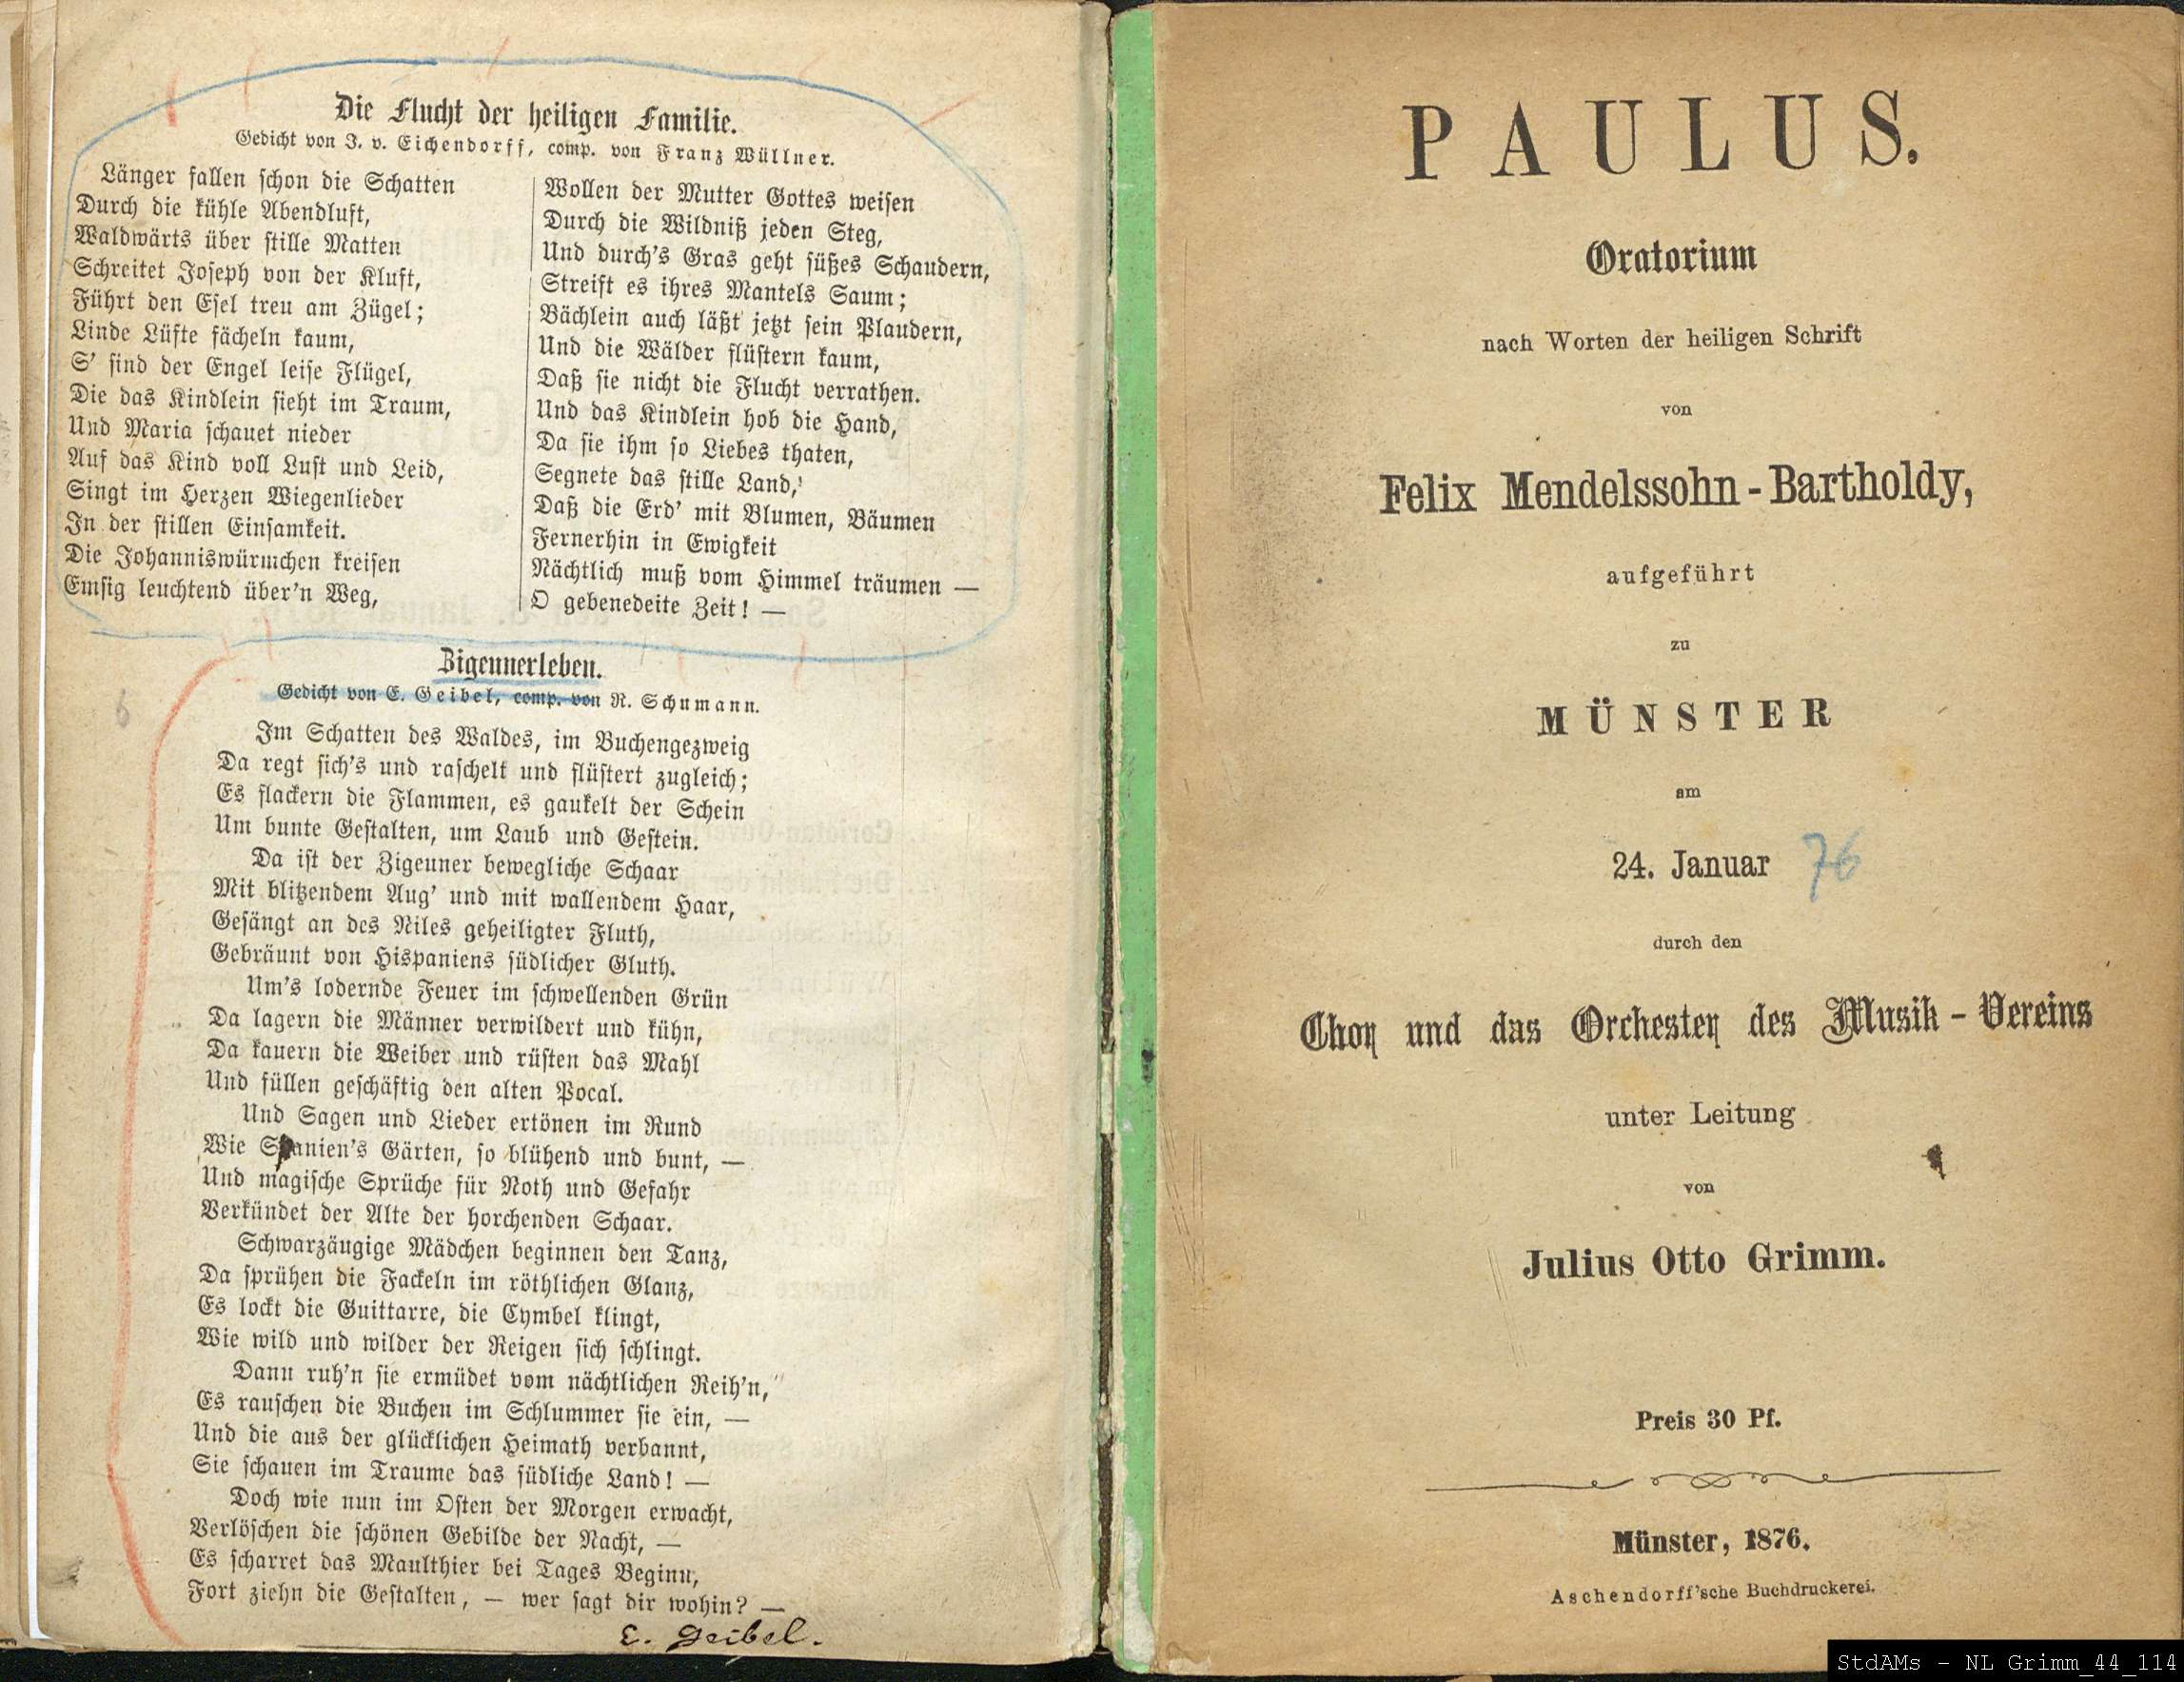 Die Flucht der heiligen Familie.
Gedicht von J. v. Eichendorff, comp. von Franz Wüllner.
Länger fallen schon die Schatten
Durch die kühle Abendluft,
Waldwärts über stille Matten
Schreitet Joseph von der Kluft,
Führt den Esel treu am Zügel;
Linde Lüfte fächeln kaum,
S' sind der Engel leise Flügel,
Die das Kindlein sieht im Traum,
Und Maria schauet nieder
Auf das Kind voll Lust und Leid,
Singt im Herzen Wiegenlieder
In der stillen Einsamkeit.
Die Johanniswürmchen kreisen
Emsig leuchtend über'n Weg,
Wollen der Mutter Gottes weisen
Durch die Wildniß jeden Steg,
Und durch's Gras geht süßes Schaudern,
Streift es ihres Mantels Saum;
Bächlein auch läßt jetzt sein Plaudern,
Und die Wälder flüstern kaum,
Daß sie nicht die Flucht verrathen.
Und das Kindlein hob die Hand,
Da sie ihm so Liebes thaten,
Segnete das stille Land,
Daß die Erd' mit Blumen, Bäumen
Fernerhin in Ewigkeit
Nächtlich muß vom Himmel träumen —
O gebenedeite Zeit! —
Zigeunerleben.
Gedicht von E. Geibel, comp. von R. Schumann.
6
Im Schatten des Waldes, im Buchengezweig
Da regt sich's und raschelt und flüstert zugleich;
Es flackern die Flammen, es gaukelt der Schein
Um bunte Gestalten, um Laub und Gestein.
Da ist der Zigeuner bewegliche Schaar
Mit blitzendem Aug' und mit wallendem Haar,
Gesängt an des Niles geheiligter Fluth,
Gebräunt von Hispaniens südlicher Gluth.
Um's lodernde Feuer im schwellenden Grün
Da lagern die Männer verwildert und kühn,
Da kauern die Weiber und rüsten das Mahl
Und füllen geschäftig den alten Pocal.
Und Sagen und Lieder ertönen im Rund
Wie Spanien's Gärten, so blühend und bunt, —
Und magische Sprüche für Noth und Gefahr
Verkündet der Alte der horchenden Schaar.
Schwarzäugige Mädchen beginnen den Tanz,
Da sprühen die Fackeln im röthlichen Glanz,
Es lockt die Guittarre, die Cymbel klingt,
Wie wild und wilder der Reigen sich schlingt.
Dann ruh'n sie ermüdet vom nächtlichen Reih'n,
Es rauschen die Buchen im Schlummer sie ein, —
Und die aus der glücklichen Heimath verbannt,
Sie schauen im Traume das südliche Land! —
Doch wie nun im Osten der Morgen erwacht,
Verlöschen die schönen Gebilde der Nacht, —
Es scharret das Maulthier bei Tages Beginn,
Fort ziehn die Gestalten, — wer sagt dir wohin? —
E. Geibel.
PAULUS.
Oratorium
nach Worten der heiligen Schrift
von
Felix Mendelssohn-Bartholdy,
aufgeführt
zu
MÜNSTER
am
24. Januar 76
durch den
Chor und das Orchester des Musik-Vereins
unter Leitung
von
Julius Otto Grimm.
Preis 30 Pf.
Münster, 1876.
Aschendorff'sche Buchdruckerei.
StdAMs - NL Grimm_44_114